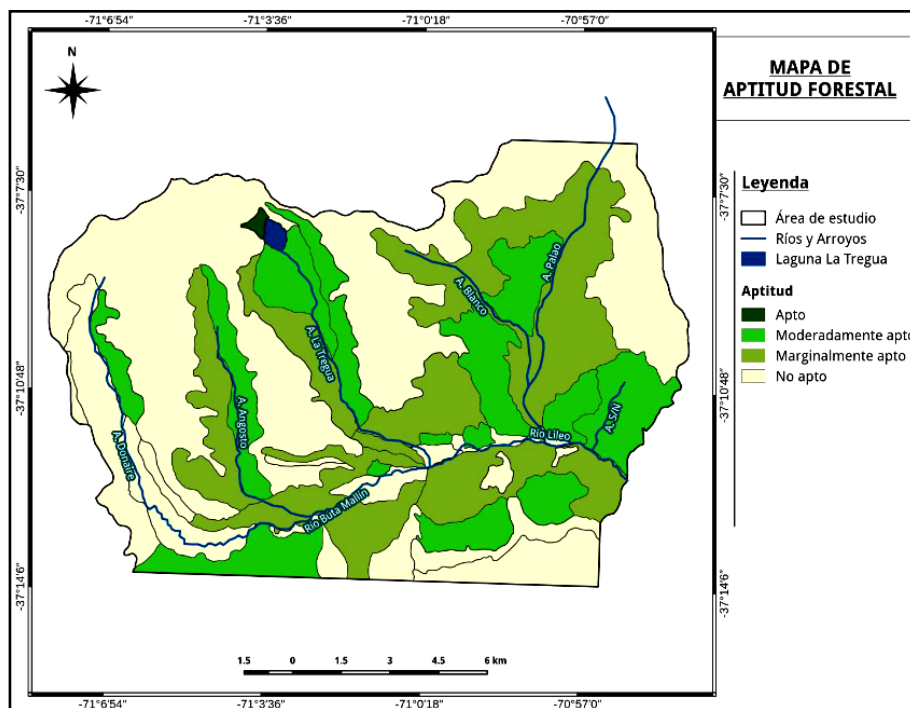 -71°6'54"
-71°3'36"
-71°0'18"
-70°57'0"
MAPA DE
APTITUD FORESTAL
N
-37°7'30"
-37°7'30"
Leyenda
Área de estudio
Ríos y Arroyos
Laguna La Tregua
Aptitud
Apto
Moderadamente apto
Marginalmente apto
No apto
A. Palao
A. Blanco
A. La Tregua
-37°10'48"
-37°10'48"
A. Angosto
A. S/N
Río Lileo
A. Donaire
Río Buta Mallín
-37°14'6"
-37°14'6"
1.5 0 1.5 3 4.5 6 km
-71°6'54"
-71°3'36"
-71°0'18"
-70°57'0"